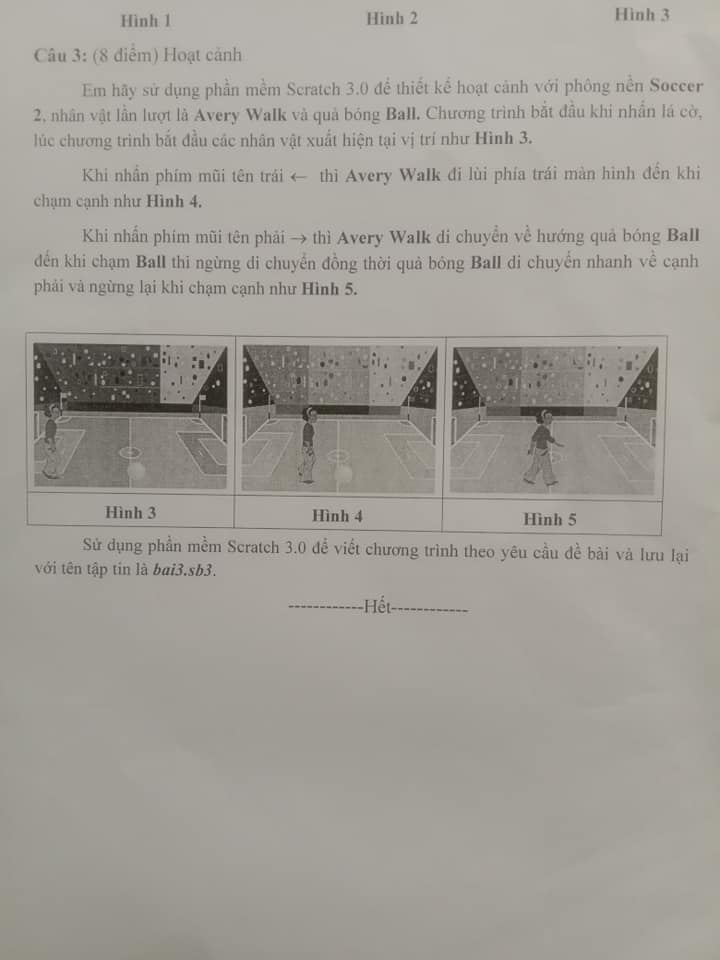 Hình 1 Hình 2 Hình 3
Câu 3: (8 điểm) Hoạt cảnh
Em hãy sử dụng phần mềm Scratch 3.0 để thiết kế hoạt cảnh với phông nền Soccer
2, nhân vật lần lượt là Avery Walk và quả bóng Ball. Chương trình bắt đầu khi nhấn lá cờ,
lúc chương trình bắt đầu các nhân vật xuất hiện tại vị trí như Hình 3.
Khi nhấn phím mũi tên trái ← thì Avery Walk đi lùi phía trái màn hình đến khi
chạm cạnh như Hình 4.
Khi nhấn phím mũi tên phải → thì Avery Walk di chuyển về hướng quả bóng Ball
đến khi chạm Ball thì ngừng di chuyển đồng thời quả bóng Ball di chuyển nhanh về cạnh
phải và ngừng lại khi chạm cạnh như Hình 5.
Hình 3 Hình 4 Hình 5
Sử dụng phần mềm Scratch 3.0 để viết chương trình theo yêu cầu đề bài và lưu lại
với tên tập tin là bai3.sb3.
------------Hết------------